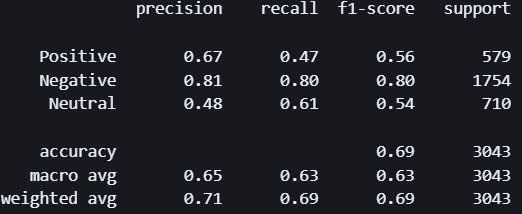 precision recall f1-score support
Positive 0.67 0.47 0.56 579
Negative 0.81 0.80 0.80 1754
Neutral 0.48 0.61 0.54 710
accuracy 0.69 3043
macro avg 0.65 0.63 0.63 3043
weighted avg 0.71 0.69 0.69 3043